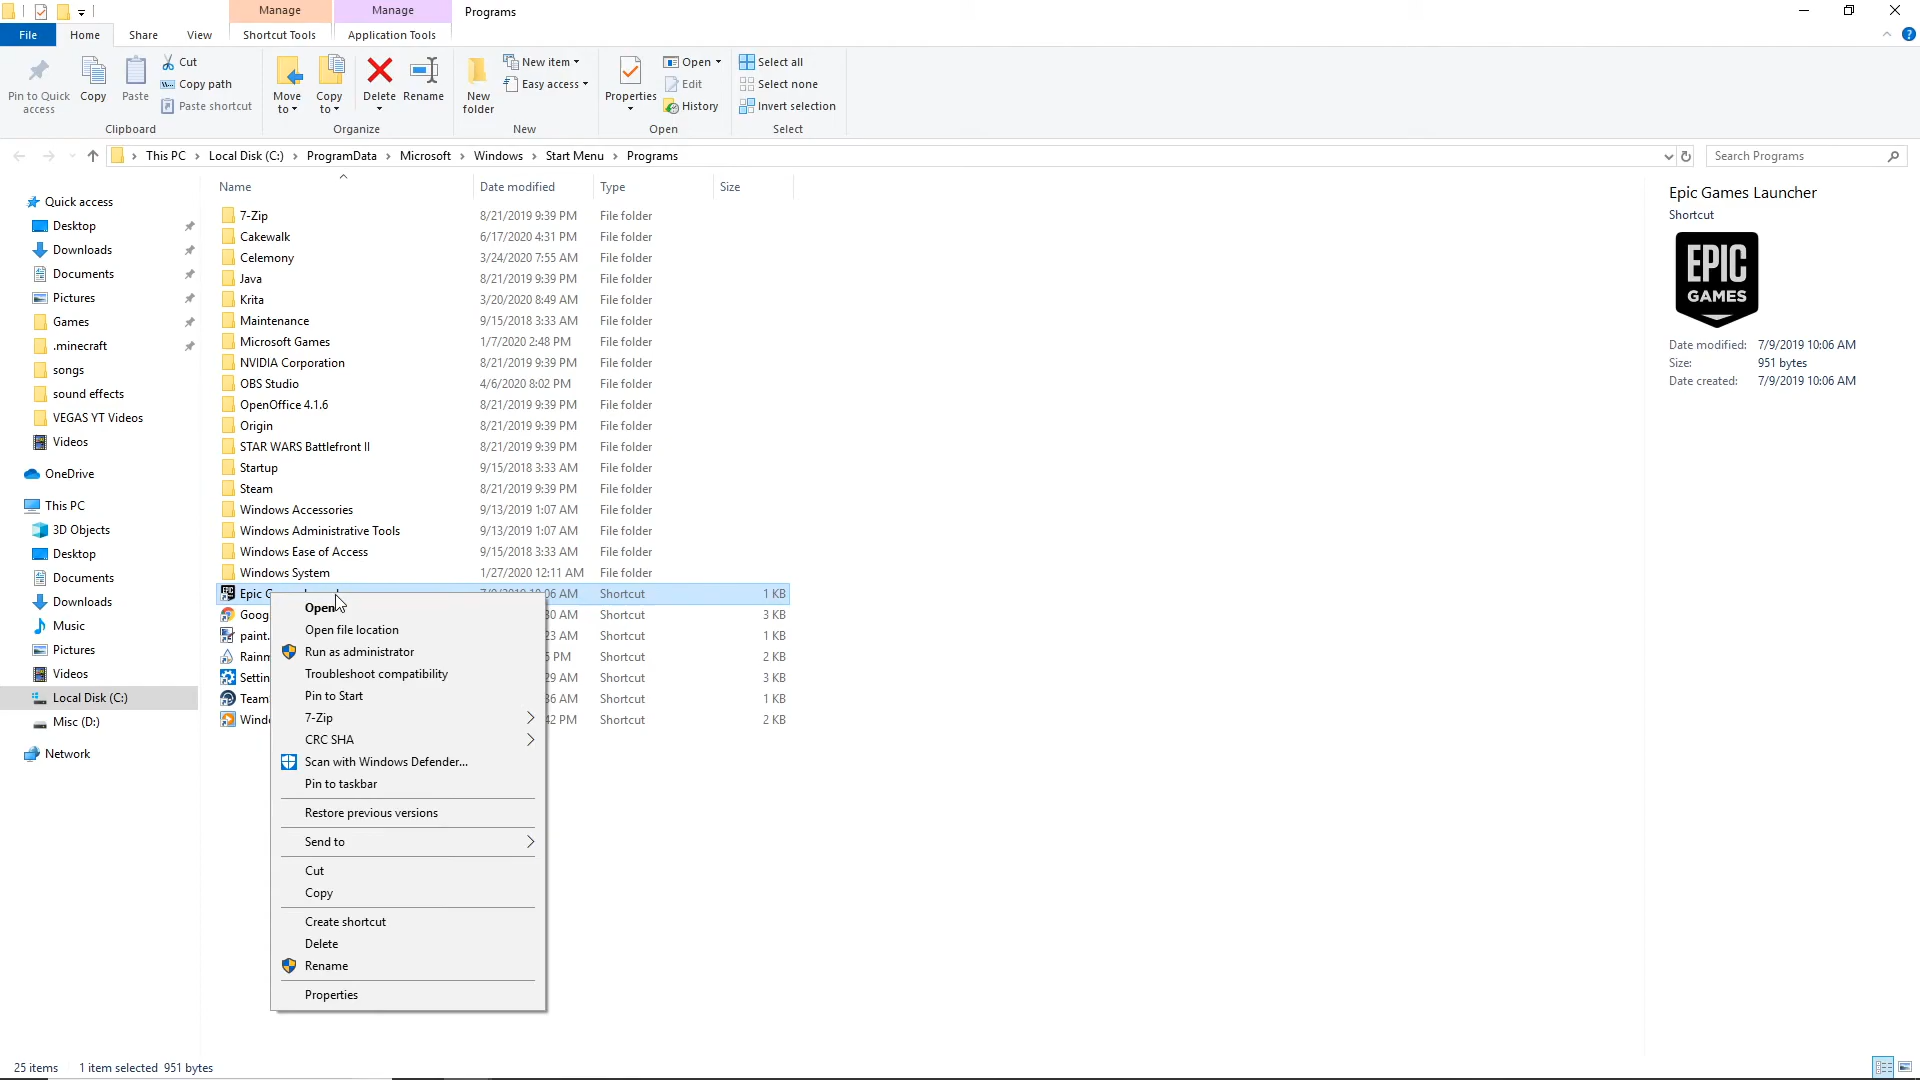 Manage
Manage
Programs
File
Home
Share
View
Shortcut Tools
Application Tools
Pin to Quick access
Copy
Paste
Cut
Copy path
Paste shortcut
Clipboard
Move to
Copy to
Delete
Rename
Organize
New folder
New item
Easy access
New
Properties
Open
Edit
History
Open
Select all
Select none
Invert selection
Select
This PC > Local Disk (C:) > ProgramData > Microsoft > Windows > Start Menu > Programs
Search Programs
Quick access
Desktop
Downloads
Documents
Pictures
Games
.minecraft
songs
sound effects
VEGAS YT Videos
Videos
OneDrive
This PC
3D Objects
Desktop
Documents
Downloads
Music
Pictures
Videos
Local Disk (C:)
Misc (D:)
Network
Name Date modified Type Size
7-Zip 8/21/2019 9:39 PM File folder
Cakewalk 6/17/2020 4:31 PM File folder
Celemony 3/24/2020 7:55 AM File folder
Java 8/21/2019 9:39 PM File folder
Krita 3/20/2020 8:49 AM File folder
Maintenance 9/15/2018 3:33 AM File folder
Microsoft Games 1/7/2020 2:48 PM File folder
NVIDIA Corporation 8/21/2019 9:39 PM File folder
OBS Studio 4/6/2020 8:02 PM File folder
OpenOffice 4.1.6 8/21/2019 9:39 PM File folder
Origin 8/21/2019 9:39 PM File folder
STAR WARS Battlefront II 8/21/2019 9:39 PM File folder
Startup 9/15/2018 3:33 AM File folder
Steam 8/21/2019 9:39 PM File folder
Windows Accessories 9/13/2019 1:07 AM File folder
Windows Administrative Tools 9/13/2019 1:07 AM File folder
Windows Ease of Access 9/15/2018 3:33 AM File folder
Windows System 1/27/2020 12:11 AM File folder
Epic Shortcut 1 KB
Goog 30 AM Shortcut 3 KB
paint. 23 AM Shortcut 1 KB
Rainm 5 PM Shortcut 2 KB
Settin 29 AM Shortcut 3 KB
Team 36 AM Shortcut 1 KB
Wind 42 PM Shortcut 2 KB
Open
Open file location
Run as administrator
Troubleshoot compatibility
Pin to Start
7-Zip
CRC SHA
Scan with Windows Defender...
Pin to taskbar
Restore previous versions
Send to
Cut
Copy
Create shortcut
Delete
Rename
Properties
Epic Games Launcher
Shortcut
EPIC
GAMES
Date modified: 7/9/2019 10:06 AM
Size: 951 bytes
Date created: 7/9/2019 10:06 AM
25 items 1 item selected 951 bytes